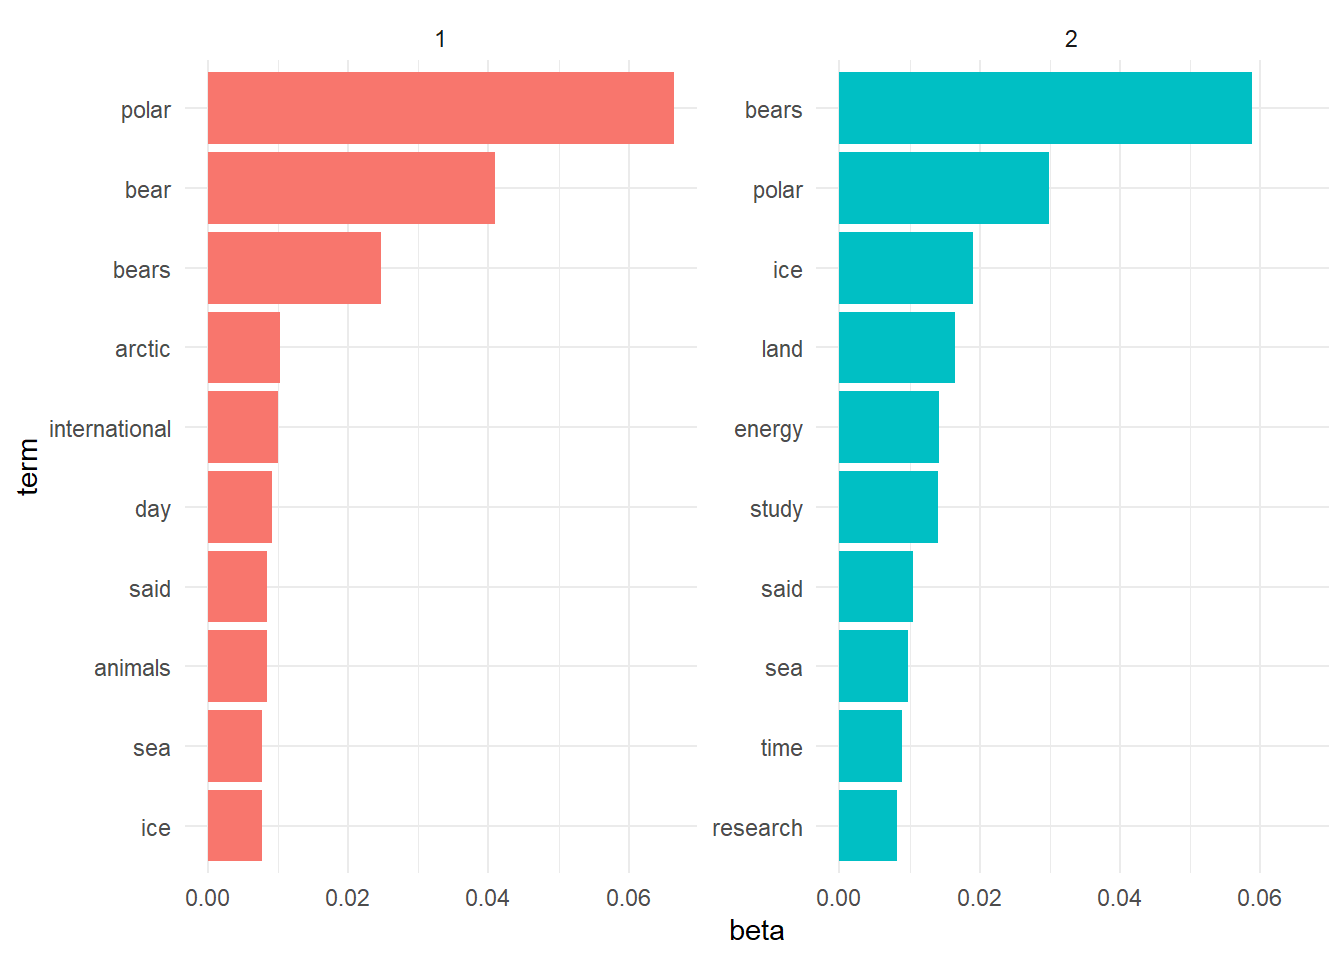 1
polar
bear
bears
arctic
international
day
said
animals
sea
ice
0.00 0.02 0.04 0.06
2
bears
polar
ice
land
energy
study
said
sea
time
research
0.00 0.02 0.04 0.06
term
beta